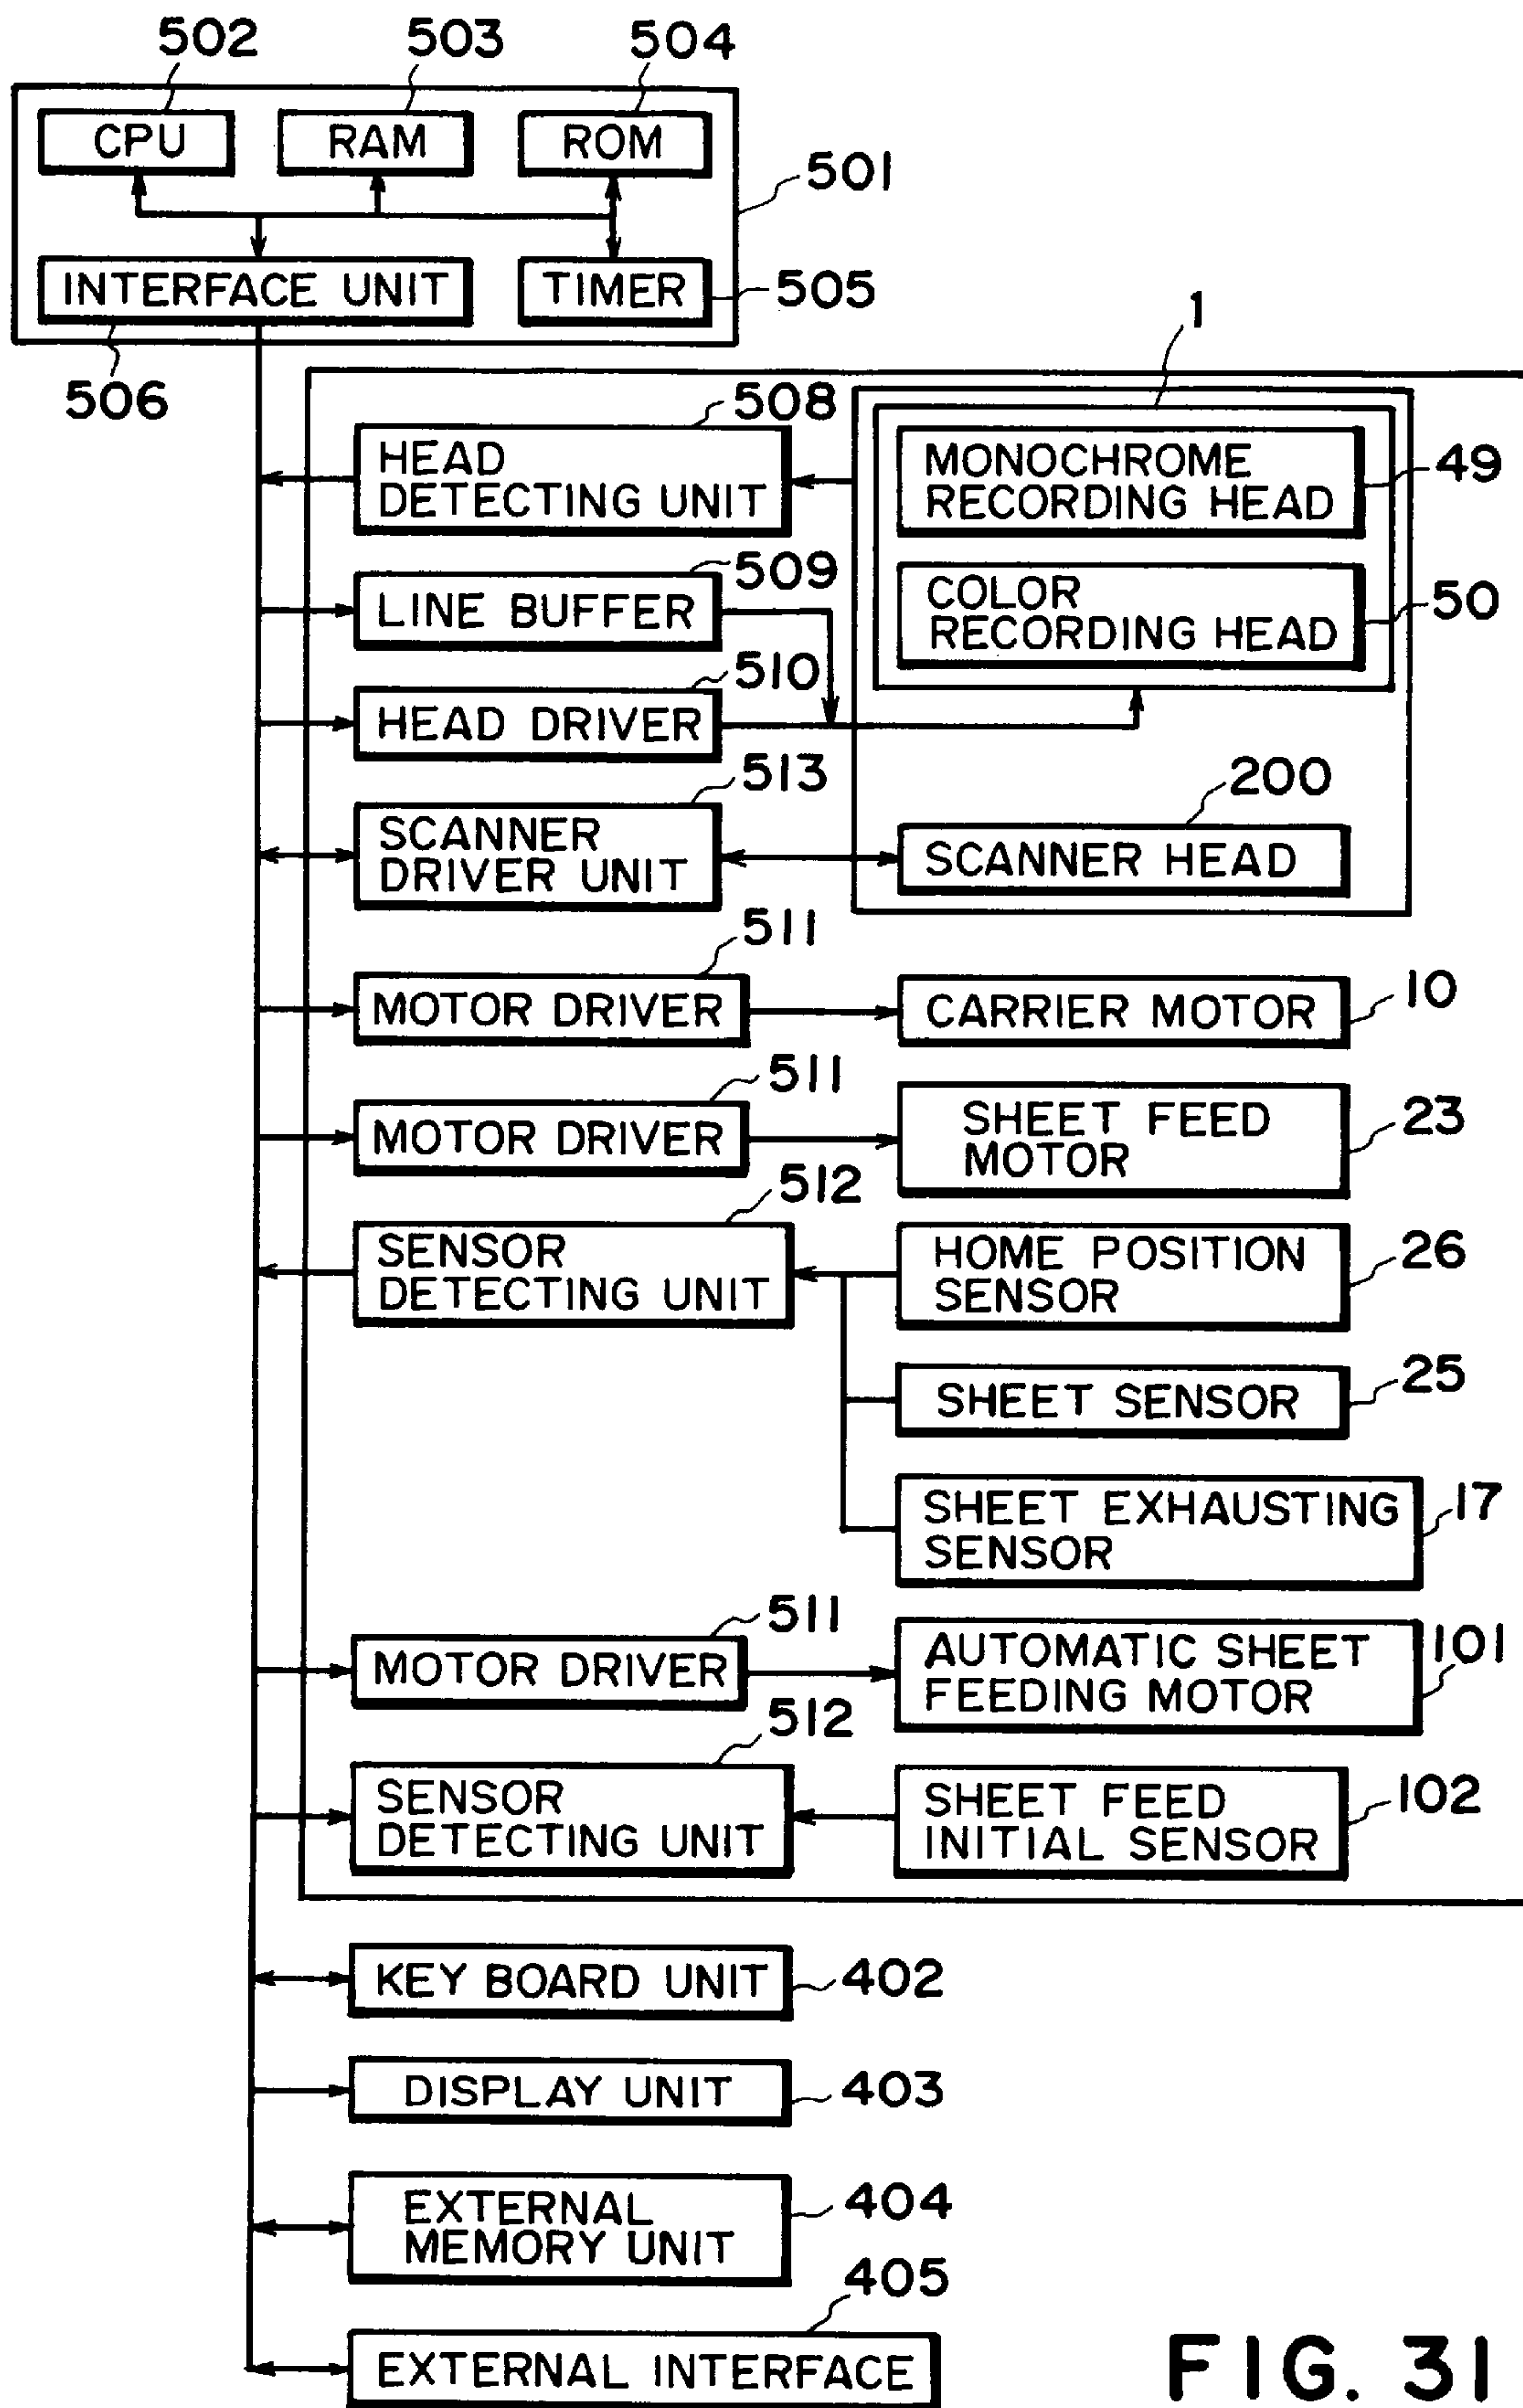 502
503
504
CPU
RAM
ROM
501
INTERFACE UNIT
TIMER
505
506
1
508
HEAD
DETECTING UNIT
MONOCHROME
RECORDING HEAD
49
509
LINE BUFFER
COLOR
RECORDING HEAD
50
510
HEAD DRIVER
513
SCANNER
DRIVER UNIT
200
SCANNER HEAD
511
MOTOR DRIVER
CARRIER MOTOR
10
511
MOTOR DRIVER
SHEET FEED
MOTOR
23
512
SENSOR
DETECTING UNIT
HOME POSITION
SENSOR
26
SHEET SENSOR
25
SHEET EXHAUSTING
SENSOR
17
511
MOTOR DRIVER
AUTOMATIC SHEET
FEEDING MOTOR
101
512
SENSOR
DETECTING UNIT
SHEET FEED
INITIAL SENSOR
102
KEY BOARD UNIT
402
DISPLAY UNIT
403
EXTERNAL
MEMORY UNIT
404
405
EXTERNAL INTERFACE
FIG. 31